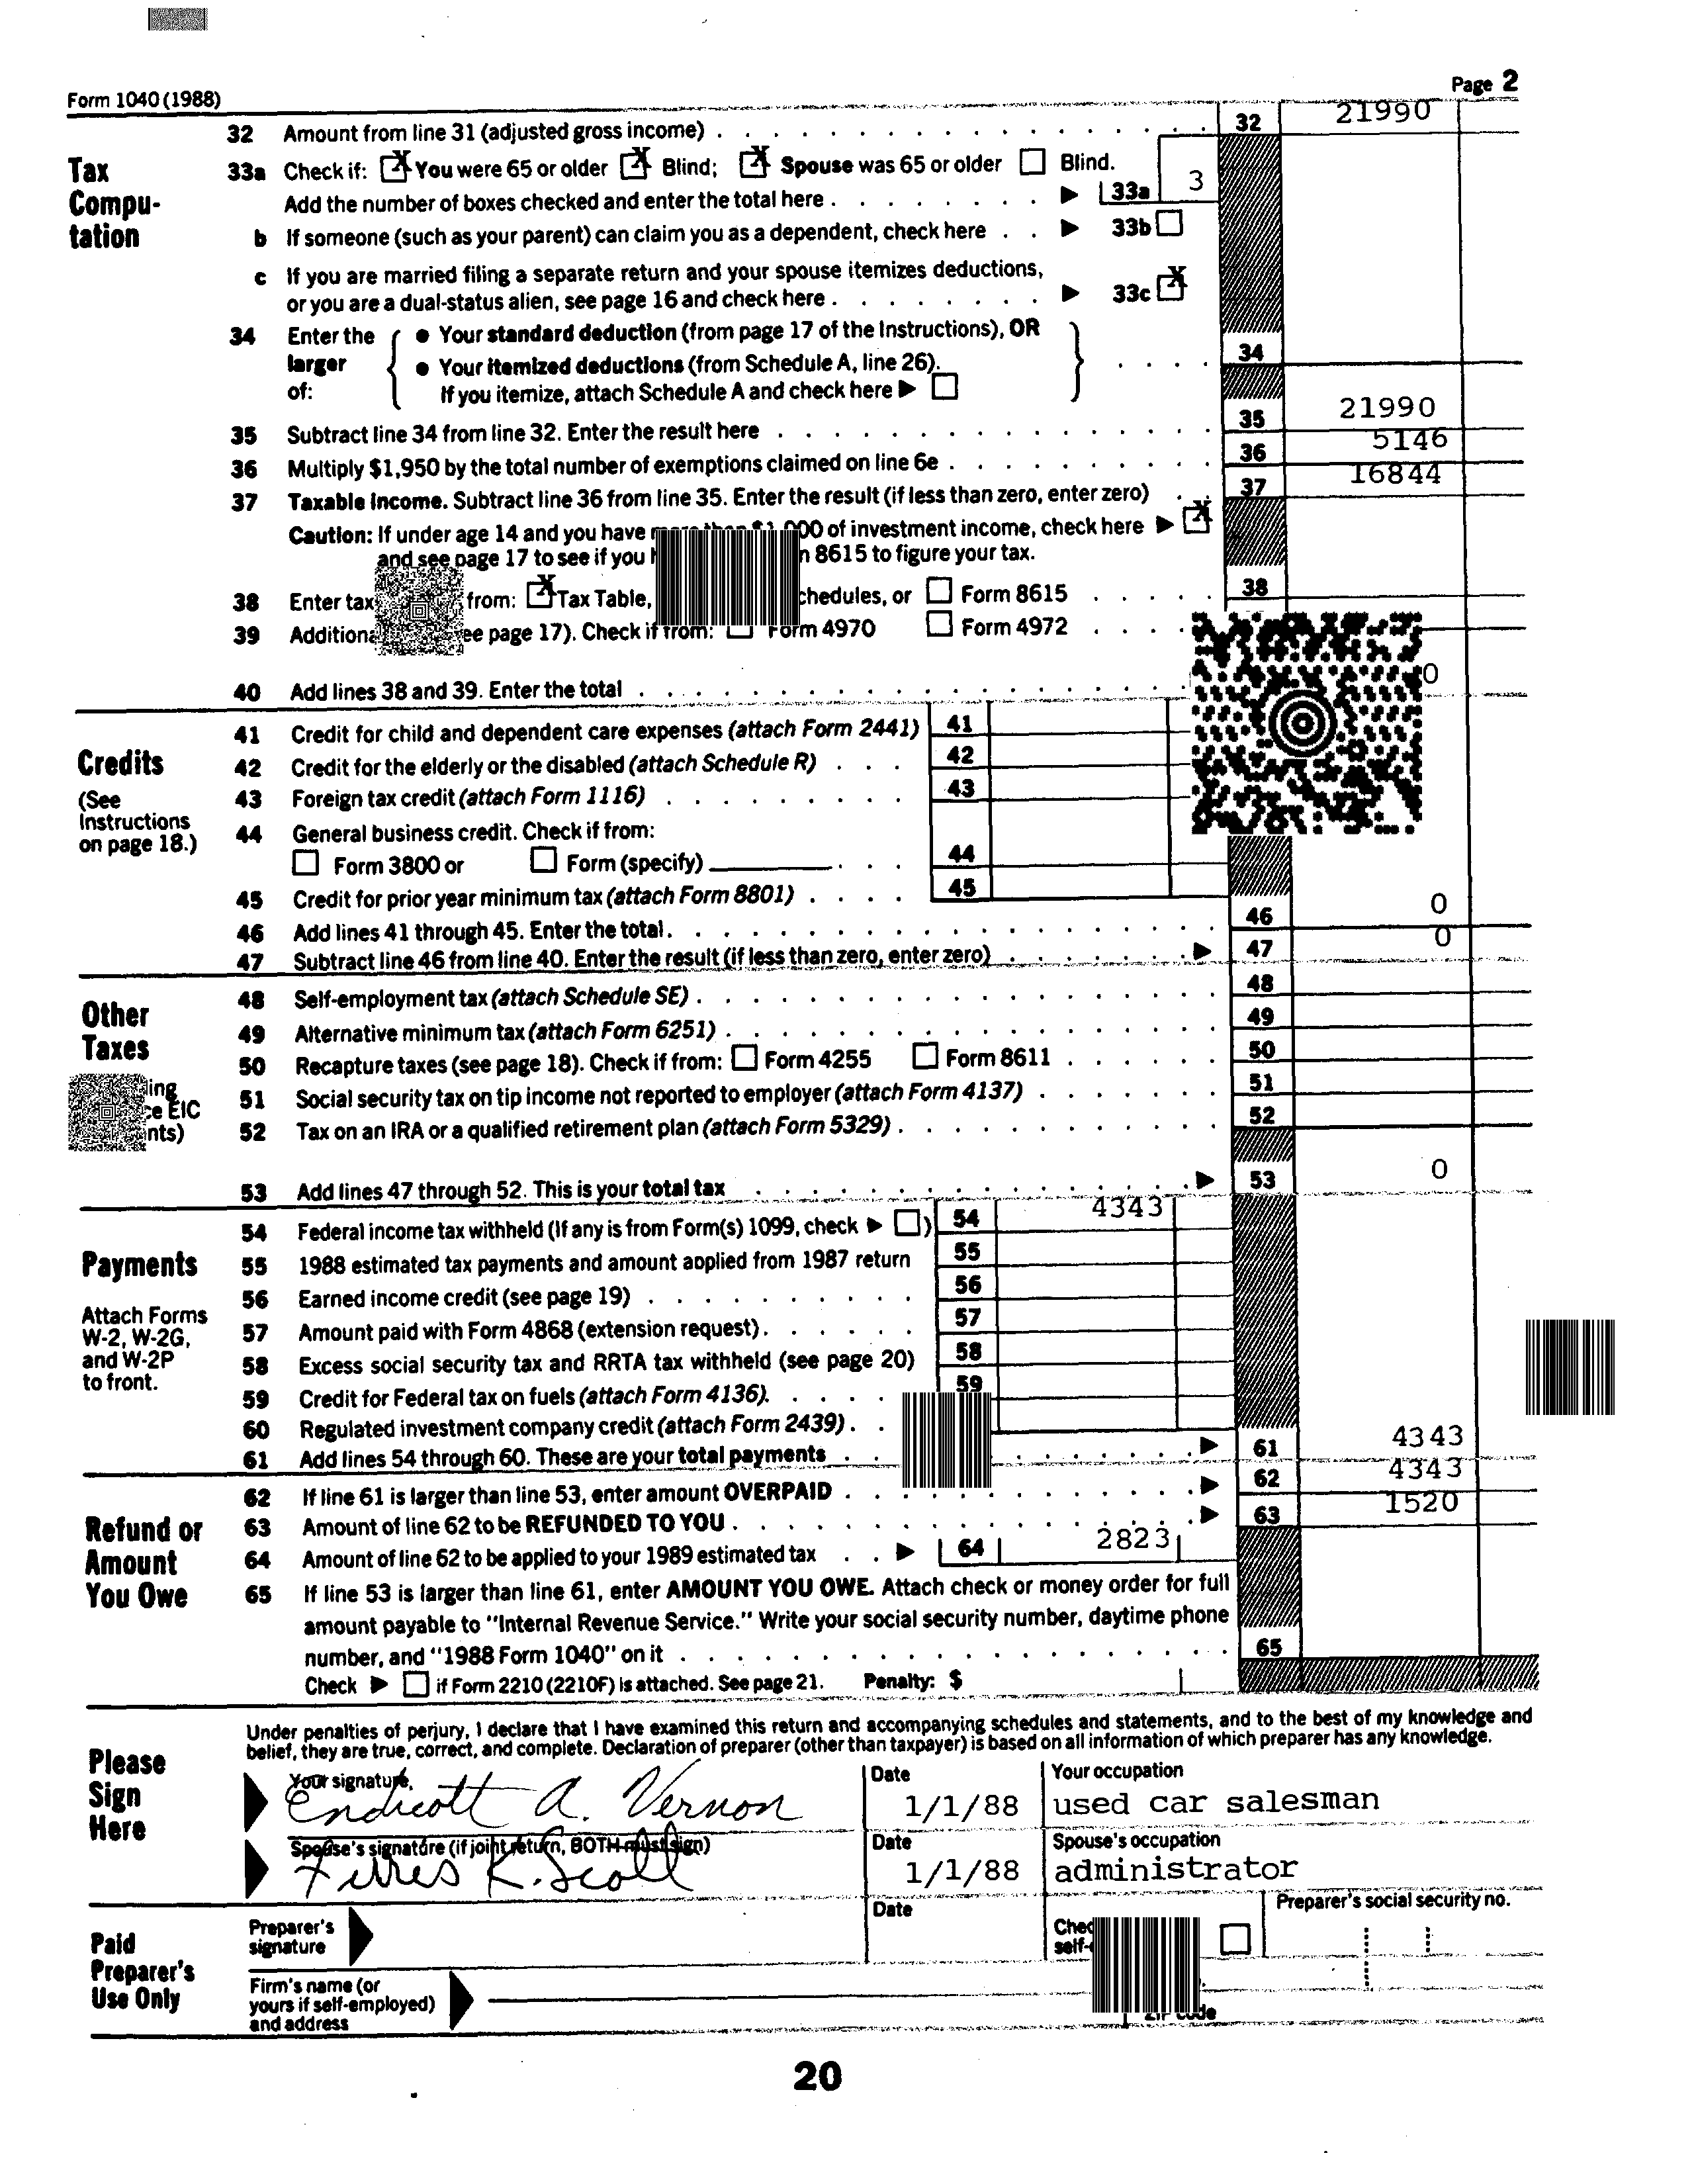 Form 1040 (1988)
Page 2
Tax Compu-tation
32 Amount from line 31 (adjusted gross income) 32 21990
33a Check if: X You were 65 or older X Blind; X Spouse was 65 or older Blind.
Add the number of boxes checked and enter the total here 33a 3
b If someone (such as your parent) can claim you as a dependent, check here 33b
c If you are married filing a separate return and your spouse itemizes deductions,
or you are a dual-status alien, see page 16 and check here 33c X
34 Enter the larger of:
● Your standard deduction (from page 17 of the Instructions), OR
● Your itemized deductions (from Schedule A, line 26).
If you itemize, attach Schedule A and check here
34
35 Subtract line 34 from line 32. Enter the result here 35 21990
36 Multiply $1,950 by the total number of exemptions claimed on line 6e 36 5146
37 Taxable income. Subtract line 36 from line 35. Enter the result (if less than zero, enter zero) 37 16844
Caution: If under age 14 and you have more than $1,000 of investment income, check here X
and see page 17 to see if you 8615 to figure your tax.
38 Enter tax from: X Tax Table, chedules, or Form 8615 38
39 Additiona ee page 17). Check if from: Form 4970 Form 4972
40 Add lines 38 and 39. Enter the total 0
Credits
(See Instructions on page 18.)
41 Credit for child and dependent care expenses (attach Form 2441) 41
42 Credit for the elderly or the disabled (attach Schedule R) 42
43 Foreign tax credit (attach Form 1116) 43
44 General business credit. Check if from:
Form 3800 or Form (specify) 44
45 Credit for prior year minimum tax (attach Form 8801) 45
46 Add lines 41 through 45. Enter the total 46 0
47 Subtract line 46 from line 40. Enter the result (if less than zero, enter zero) 47 0
Other Taxes
ing
e EIC
nts)
48 Self-employment tax (attach Schedule SE) 48
49 Alternative minimum tax (attach Form 6251) 49
50 Recapture taxes (see page 18). Check if from: Form 4255 Form 8611 50
51 Social security tax on tip income not reported to employer (attach Form 4137) 51
52 Tax on an IRA or a qualified retirement plan (attach Form 5329) 52
53 Add lines 47 through 52. This is your total tax 53 0
Payments
Attach Forms W-2, W-2G, and W-2P to front.
54 Federal income tax withheld (If any is from Form(s) 1099, check ) 54 4343
55 1988 estimated tax payments and amount applied from 1987 return 55
56 Earned income credit (see page 19) 56
57 Amount paid with Form 4868 (extension request) 57
58 Excess social security tax and RRTA tax withheld (see page 20) 58
59 Credit for Federal tax on fuels (attach Form 4136). 59
60 Regulated investment company credit (attach Form 2439)
61 Add lines 54 through 60. These are your total payments 61 4343
Refund or Amount You Owe
62 If line 61 is larger than line 53, enter amount OVERPAID 62 4343
63 Amount of line 62 to be REFUNDED TO YOU 63 1520
64 Amount of line 62 to be applied to your 1989 estimated tax 64 2823
65 If line 53 is larger than line 61, enter AMOUNT YOU OWE. Attach check or money order for full
amount payable to "Internal Revenue Service." Write your social security number, daytime phone
number, and "1988 Form 1040" on it 65
Check if Form 2210 (2210F) is attached. See page 21. Penalty: $
Please Sign Here
Under penalties of perjury, I declare that I have examined this return and accompanying schedules and statements, and to the best of my knowledge and
belief, they are true, correct, and complete. Declaration of preparer (other than taxpayer) is based on all information of which preparer has any knowledge.
Your signature Endicott A. Vernon Date 1/1/88 Your occupation used car salesman
Spouse's signature (if joint return, BOTH must sign) K. Scott Date 1/1/88 Spouse's occupation administrator
Paid Preparer's Use Only
Preparer's signature Date Chec self- Preparer's social security no.
Firm's name (or yours if self-employed) and address
20